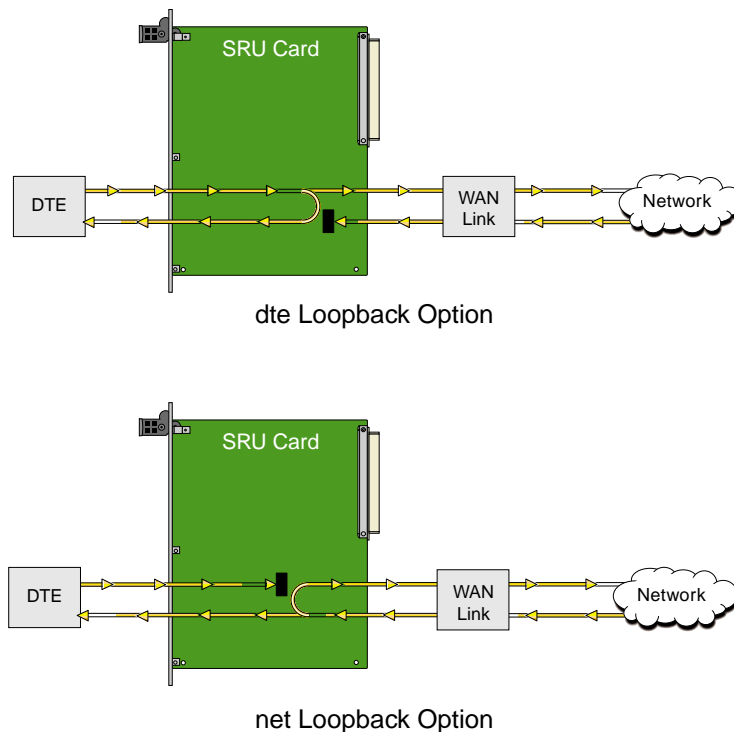 SRU Card
DTE
WAN
Link
Network
dte Loopback Option
SRU Card
DTE
WAN
Link
Network
net Loopback Option